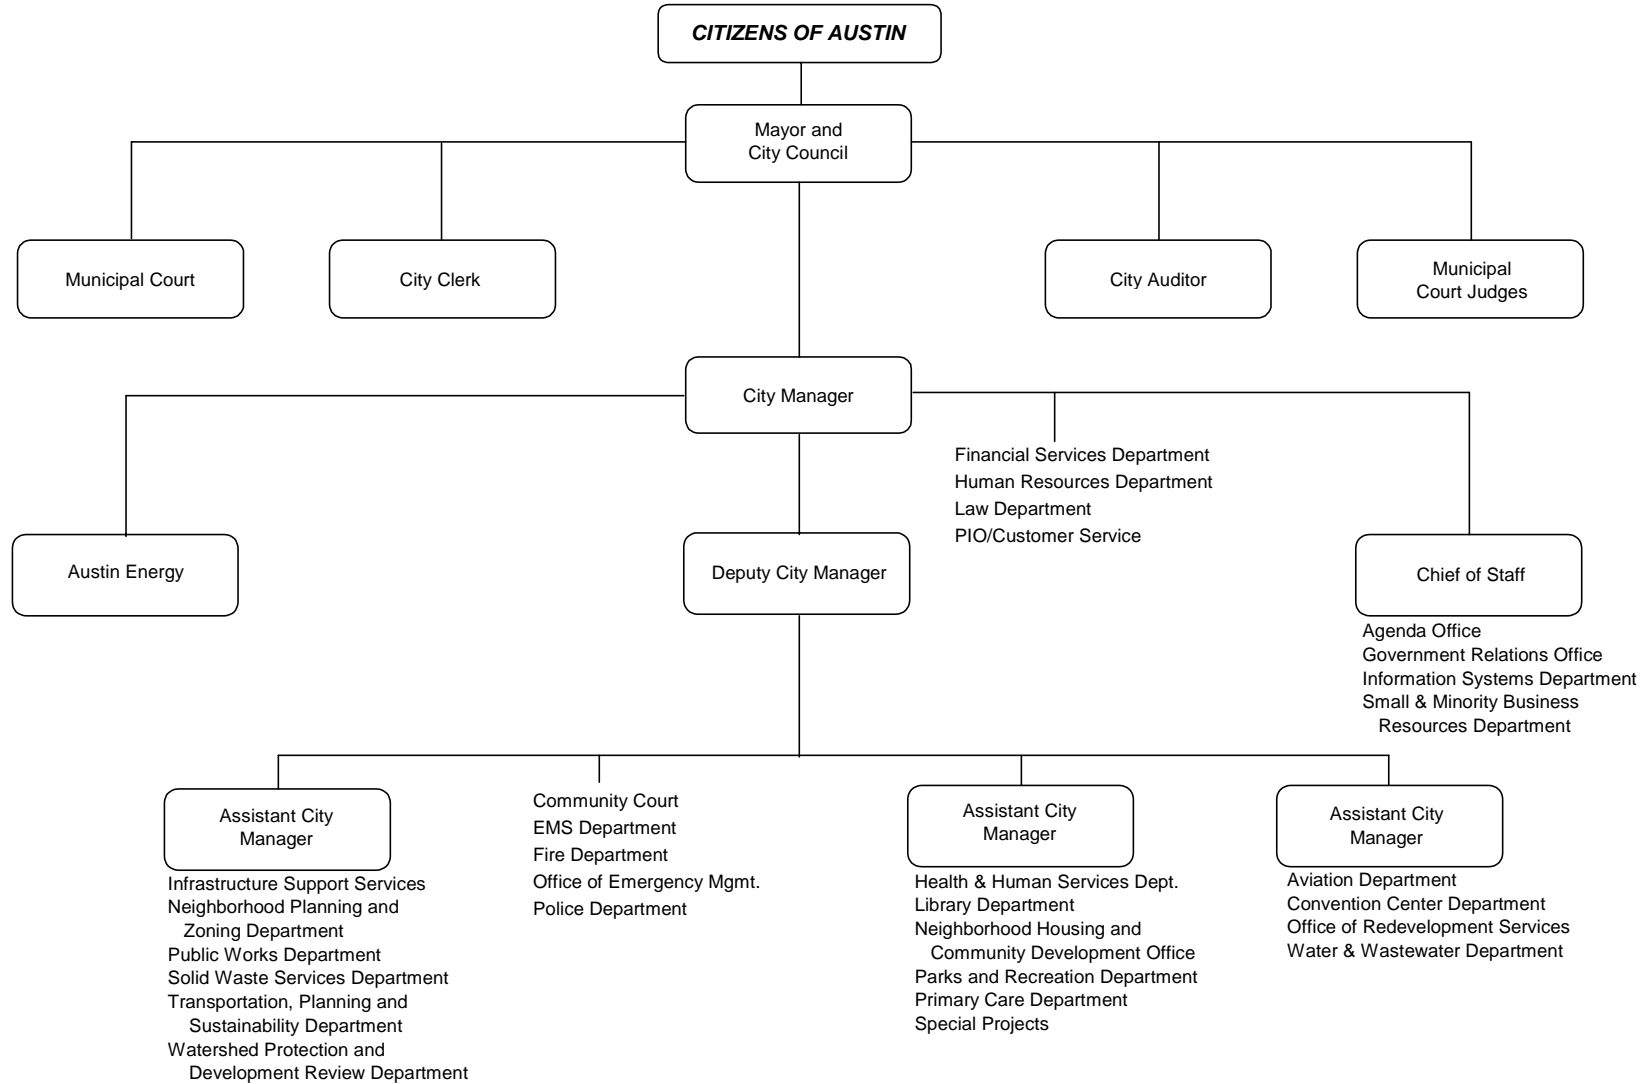 CITIZENS OF AUSTIN
Mayor and
City Council
Municipal Court
City Clerk
City Auditor
Municipal
Court Judges
City Manager
Financial Services Department
Human Resources Department
Law Department
PIO/Customer Service
Austin Energy
Deputy City Manager
Chief of Staff
Agenda Office
Government Relations Office
Information Systems Department
Small & Minority Business
Resources Department
Assistant City
Manager
Infrastructure Support Services
Neighborhood Planning and
Zoning Department
Public Works Department
Solid Waste Services Department
Transportation, Planning and
Sustainability Department
Watershed Protection and
Development Review Department
Community Court
EMS Department
Fire Department
Office of Emergency Mgmt.
Police Department
Assistant City
Manager
Health & Human Services Dept.
Library Department
Neighborhood Housing and
Community Development Office
Parks and Recreation Department
Primary Care Department
Special Projects
Assistant City
Manager
Aviation Department
Convention Center Department
Office of Redevelopment Services
Water & Wastewater Department